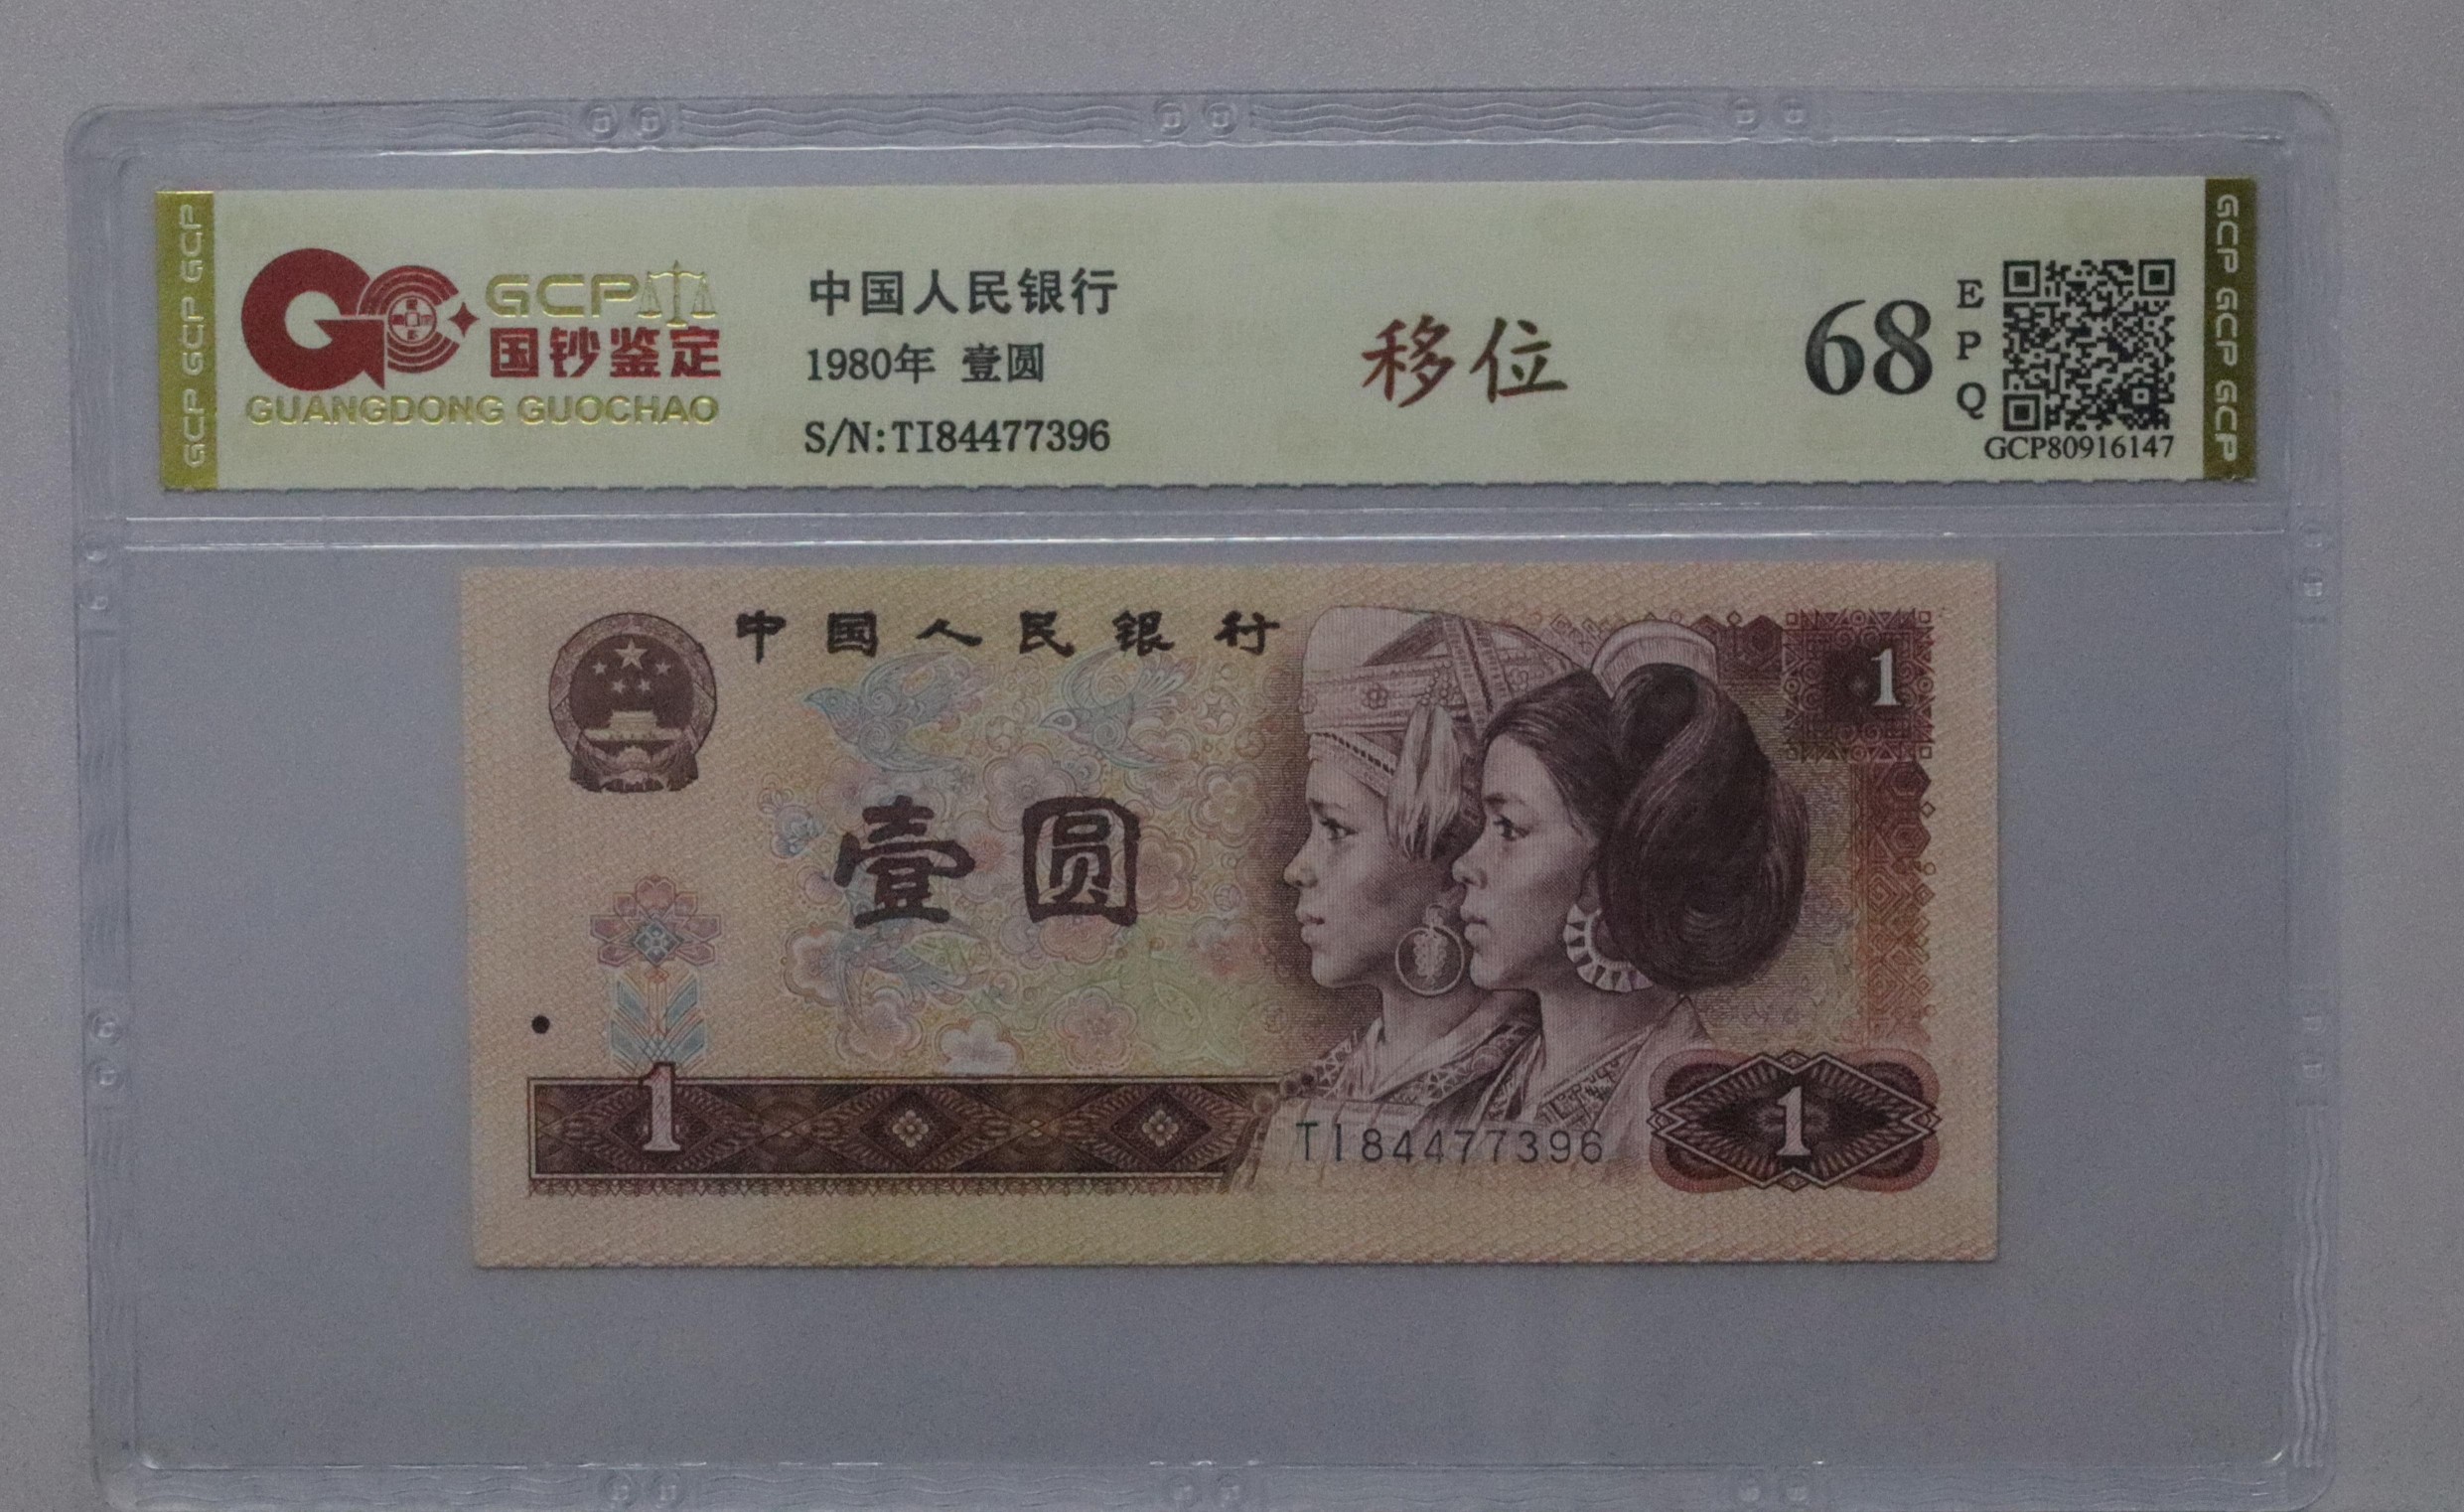 GCP GCP GCP
GCP
国钞鉴定
GUANGDONG GUOCHAO
中国人民银行
1980年 壹圆
S/N:TI84477396
移位
68
E
P
Q
GCP80916147
GCP GCP GCP
中国人民银行
1
壹圆
1
TI84477396
1